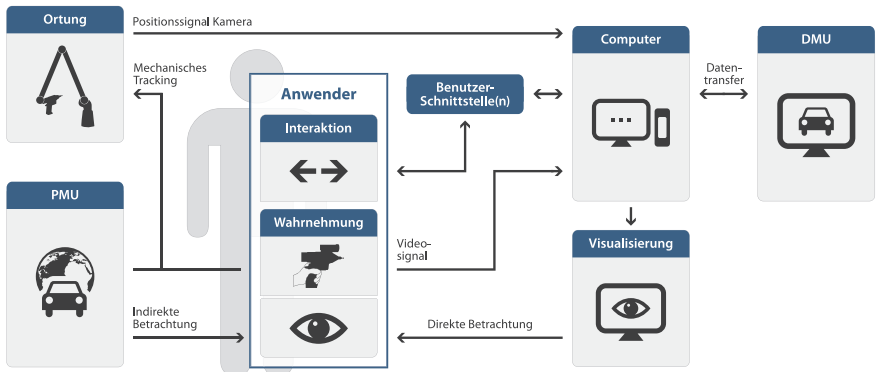 Ortung
Positionssignal Kamera
Computer
DMU
Mechanisches
Tracking
Anwender
Benutzer-
Schnittstelle(n)
Daten-
transfer
Interaktion
PMU
Wahrnehmung
Video-
signal
Visualisierung
Indirekte
Betrachtung
Direkte Betrachtung